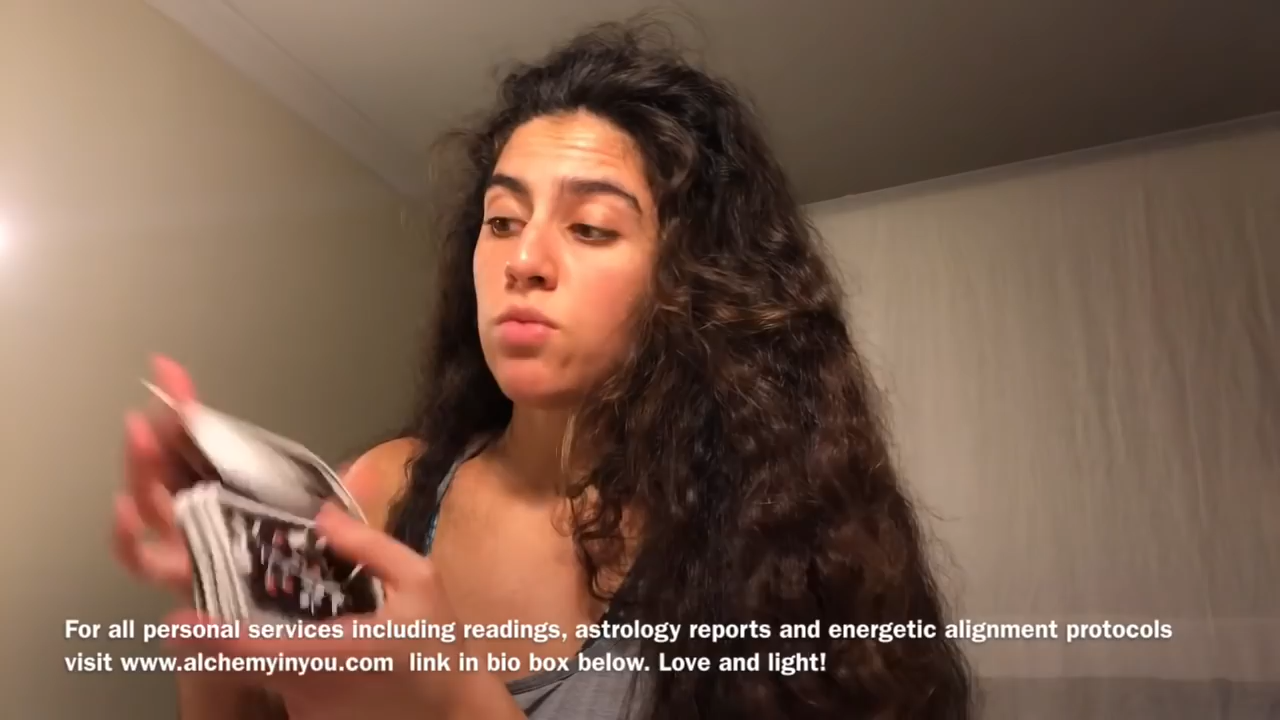 For all personal services including readings, astrology reports and energetic alignment protocols
visit www.alchemyinyou.com link in bio box below. Love and light!